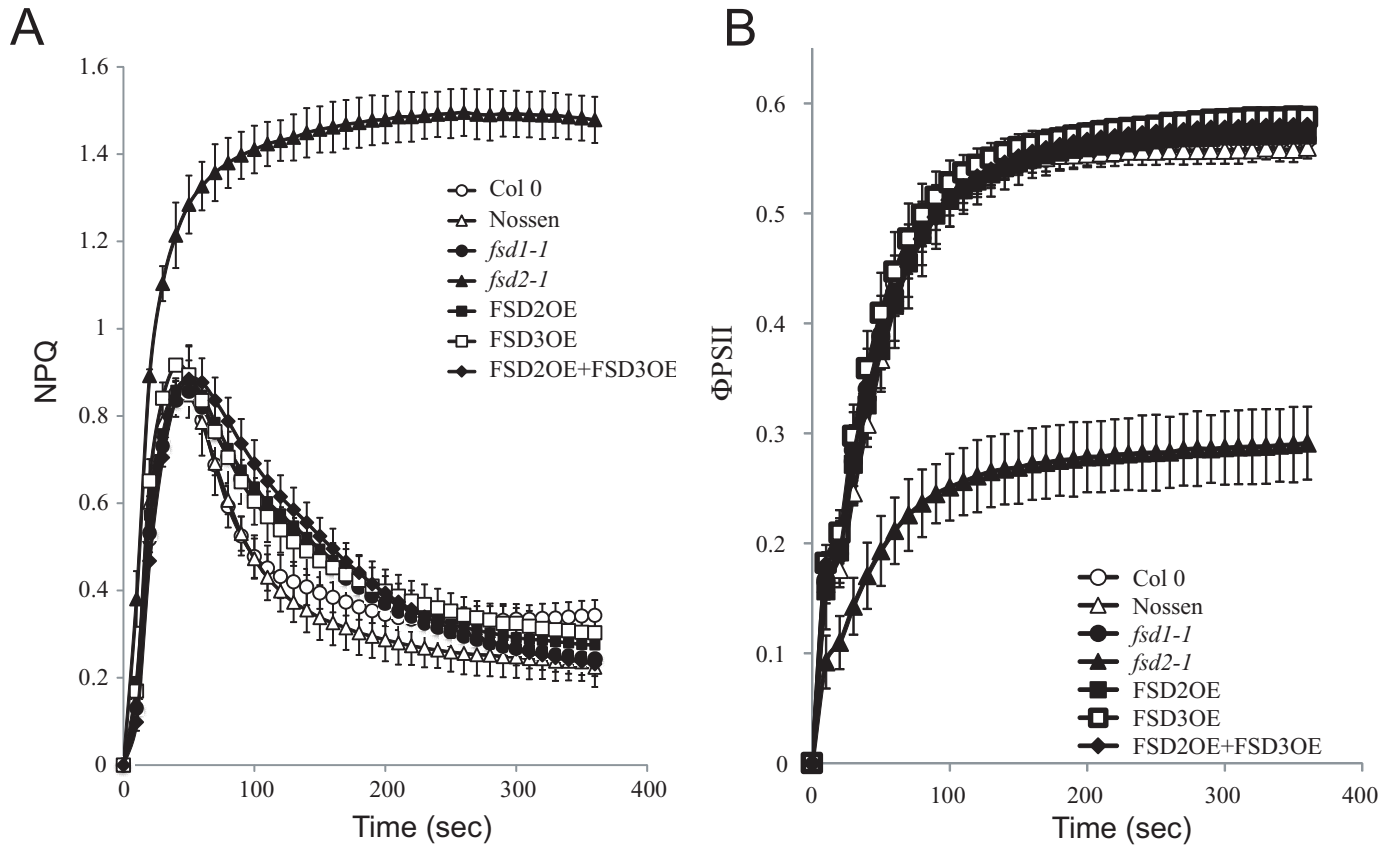 A
NPQ
1.6
1.4
1.2
1
0.8
0.6
0.4
0.2
0
0 100 200 300 400
Time (sec)
Col 0
Nossen
fsd1-1
fsd2-1
FSD2OE
FSD3OE
FSD2OE+FSD3OE
B
ΦPSII
0.6
0.5
0.4
0.3
0.2
0.1
0
0 100 200 300 400
Time (sec)
Col 0
Nossen
fsd1-1
fsd2-1
FSD2OE
FSD3OE
FSD2OE+FSD3OE